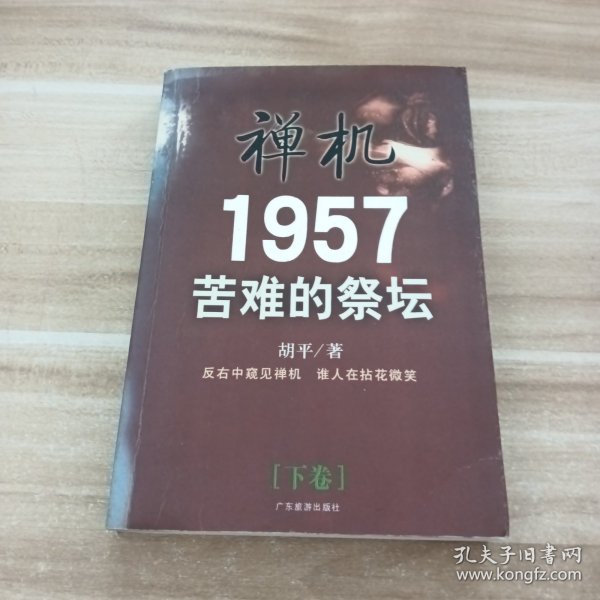 禅机
1957
苦难的祭坛
胡平/著
反右中窥见禅机 谁人在拈花微笑
[下卷]
广东旅游出版社
孔夫子旧书网
www.kongfz.com